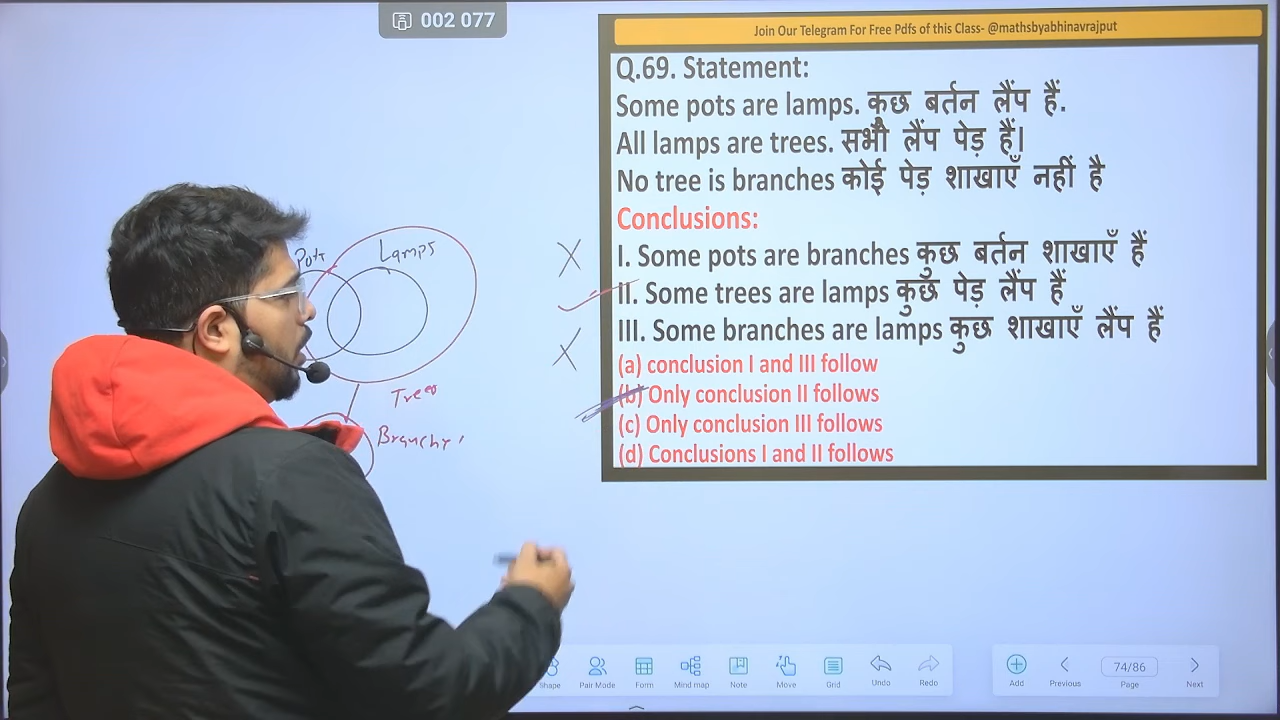 002 077
Join Our Telegram For Free Pdfs of this Class- @mathsbyabhinavrajput
Q.69. Statement:
Some pots are lamps. कुछ बर्तन लैंप हैं.
All lamps are trees. सभी लैंप पेड़ हैं।
No tree is branches कोई पेड़ शाखाएँ नहीं है
Conclusions:
I. Some pots are branches कुछ बर्तन शाखाएँ हैं
II. Some trees are lamps कुछ पेड़ लैंप हैं
III. Some branches are lamps कुछ शाखाएँ लैंप हैं
(a) conclusion I and III follow
(b) Only conclusion II follows
(c) Only conclusion III follows
(d) Conclusions I and II follows
Lamps
Trees
Shape
Pair Mode
Form
Mind map
Note
Move
Grid
Undo
Redo
Add
Previous
74/86
Page
Next